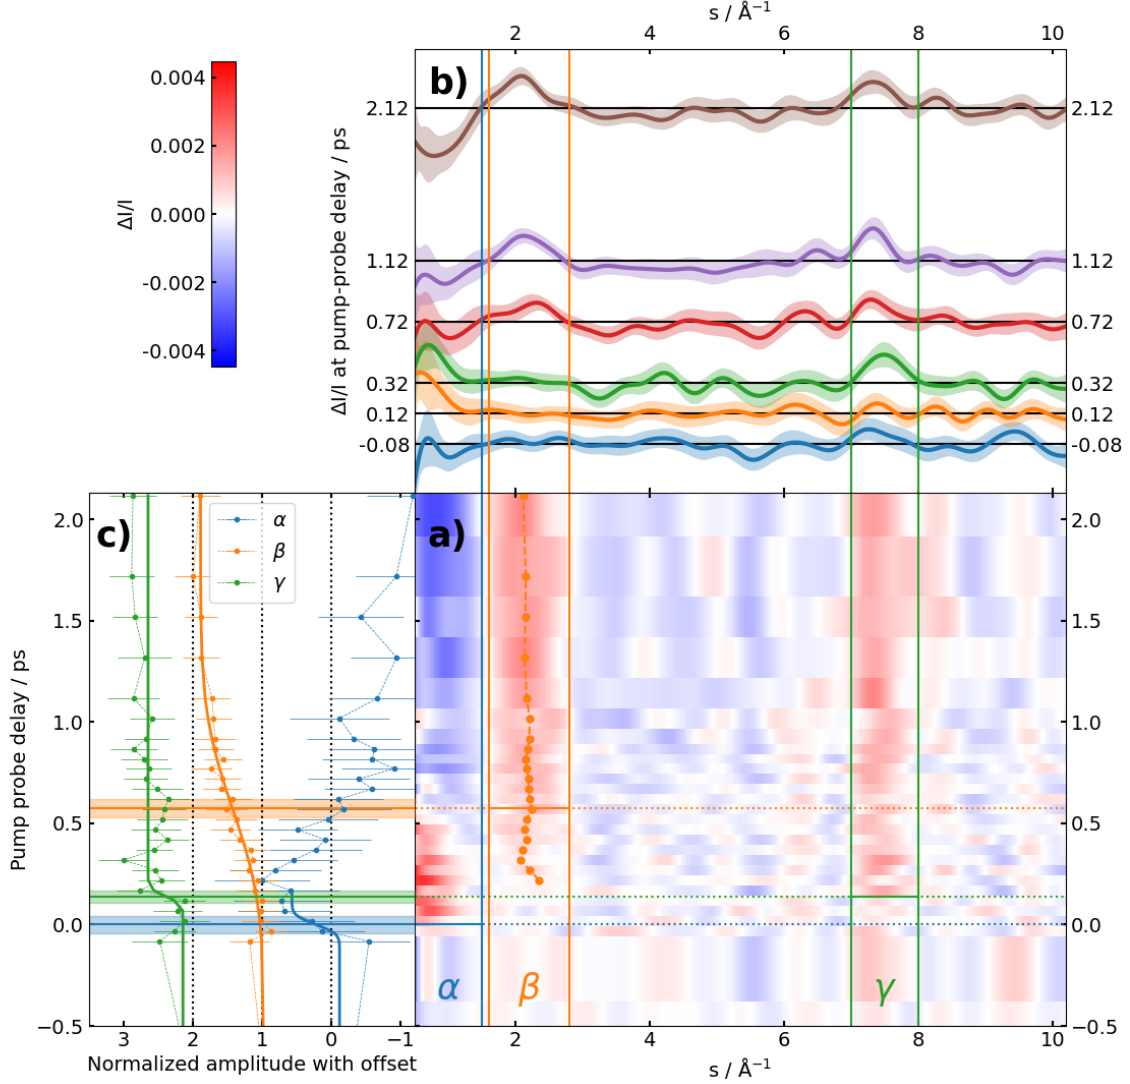 s / Å⁻¹
2 4 6 8 10
b)
0.004
0.002
0.000
-0.002
-0.004
ΔI/I
ΔI/I at pump-probe delay / ps
2.12 2.12
1.12 1.12
0.72 0.72
0.32 0.32
0.12 0.12
-0.08 -0.08
c)
α
β
γ
a)
2.0 2.0
1.5 1.5
1.0 1.0
0.5 0.5
0.0 0.0
−0.5 −0.5
Pump probe delay / ps
α β γ
3 2 1 0 −1
Normalized amplitude with offset
2 4 6 8 10
s / Å⁻¹